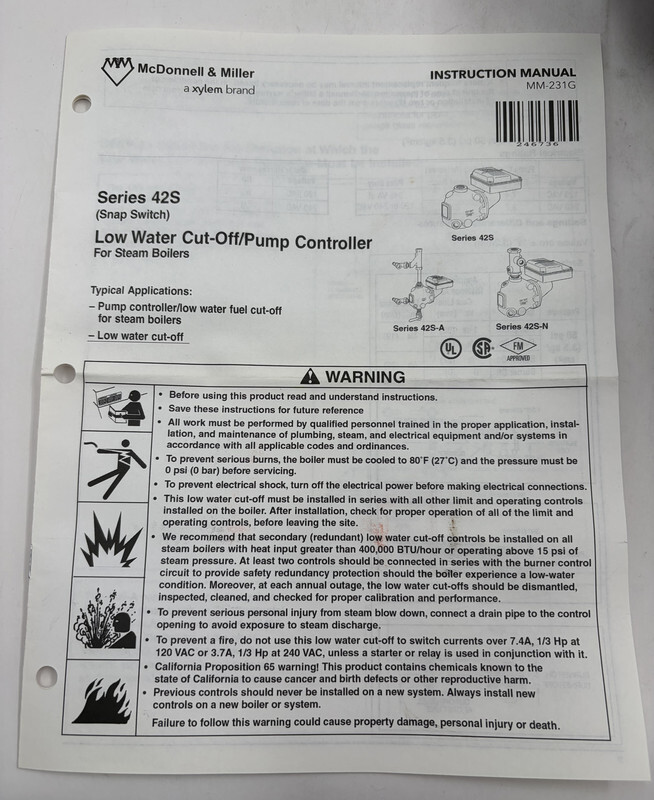 McDonnell & Miller
a xylem brand
INSTRUCTION MANUAL
MM-231G
246736
Series 42S
(Snap Switch)
Low Water Cut-Off/Pump Controller
For Steam Boilers
Typical Applications:
– Pump controller/low water fuel cut-off
for steam boilers
– Low water cut-off
Series 42S
Series 42S-A
Series 42S-N
UL
SA
FM
APPROVED
WARNING
• Before using this product read and understand instructions.
• Save these instructions for future reference
• All work must be performed by qualified personnel trained in the proper application, instal-
lation, and maintenance of plumbing, steam, and electrical equipment and/or systems in
accordance with all applicable codes and ordinances.
• To prevent serious burns, the boiler must be cooled to 80˚F (27˚C) and the pressure must be
0 psi (0 bar) before servicing.
• To prevent electrical shock, turn off the electrical power before making electrical connections.
• This low water cut-off must be installed in series with all other limit and operating controls
installed on the boiler. After installation, check for proper operation of all of the limit and
operating controls, before leaving the site.
• We recommend that secondary (redundant) low water cut-off controls be installed on all
steam boilers with heat input greater than 400,000 BTU/hour or operating above 15 psi of
steam pressure. At least two controls should be connected in series with the burner control
circuit to provide safety redundancy protection should the boiler experience a low-water
condition. Moreover, at each annual outage, the low water cut-offs should be dismantled,
inspected, cleaned, and checked for proper calibration and performance.
• To prevent serious personal injury from steam blow down, connect a drain pipe to the control
opening to avoid exposure to steam discharge.
• To prevent a fire, do not use this low water cut-off to switch currents over 7.4A, 1/3 Hp at
120 VAC or 3.7A, 1/3 Hp at 240 VAC, unless a starter or relay is used in conjunction with it.
• California Proposition 65 warning! This product contains chemicals known to the
state of California to cause cancer and birth defects or other reproductive harm.
• Previous controls should never be installed on a new system. Always install new
controls on a new boiler or system.
Failure to follow this warning could cause property damage, personal injury or death.